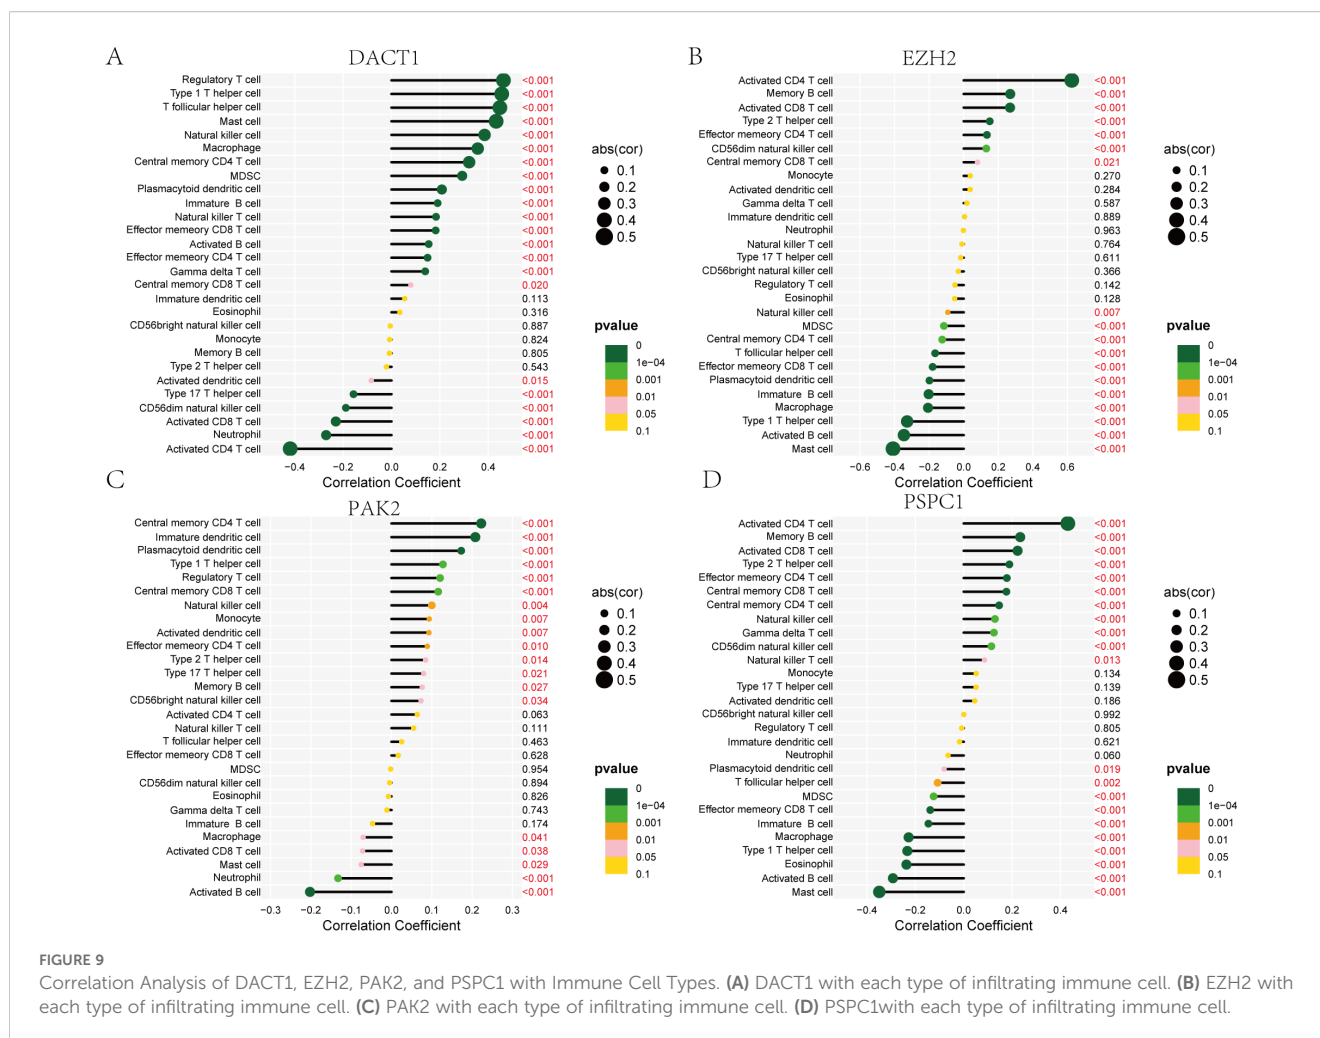 A
DACT1
Regulatory T cell <0.001
Type 1 T helper cell <0.001
T follicular helper cell <0.001
Mast cell <0.001
Natural killer cell <0.001
Macrophage <0.001
Central memory CD4 T cell <0.001
MDSC <0.001
Plasmacytoid dendritic cell <0.001
Immature B cell <0.001
Natural killer T cell <0.001
Effector memeory CD8 T cell <0.001
Activated B cell <0.001
Effector memeory CD4 T cell <0.001
Gamma delta T cell <0.001
Central memory CD8 T cell 0.020
Immature dendritic cell 0.113
Eosinophil 0.316
CD56bright natural killer cell 0.887
Monocyte 0.824
Memory B cell 0.805
Type 2 T helper cell 0.543
Activated dendritic cell 0.015
Type 17 T helper cell <0.001
CD56dim natural killer cell <0.001
Activated CD8 T cell <0.001
Neutrophil <0.001
Activated CD4 T cell <0.001
−0.4 −0.2 0.0 0.2 0.4
Correlation Coefficient
abs(cor)
0.1
0.2
0.3
0.4
0.5
pvalue
0
1e−04
0.001
0.01
0.05
0.1
B
EZH2
Activated CD4 T cell <0.001
Memory B cell <0.001
Activated CD8 T cell <0.001
Type 2 T helper cell <0.001
Effector memeory CD4 T cell <0.001
CD56dim natural killer cell <0.001
Central memory CD8 T cell 0.021
Monocyte 0.270
Activated dendritic cell 0.284
Gamma delta T cell 0.587
Immature dendritic cell 0.889
Neutrophil 0.963
Natural killer T cell 0.764
Type 17 T helper cell 0.611
CD56bright natural killer cell 0.366
Regulatory T cell 0.142
Eosinophil 0.128
Natural killer cell 0.007
MDSC <0.001
Central memory CD4 T cell <0.001
T follicular helper cell <0.001
Effector memeory CD8 T cell <0.001
Plasmacytoid dendritic cell <0.001
Immature B cell <0.001
Macrophage <0.001
Type 1 T helper cell <0.001
Activated B cell <0.001
Mast cell <0.001
−0.6 −0.4 −0.2 0.0 0.2 0.4 0.6
Correlation Coefficient
abs(cor)
0.1
0.2
0.3
0.4
0.5
pvalue
0
1e−04
0.001
0.01
0.05
0.1
C
PAK2
Central memory CD4 T cell <0.001
Immature dendritic cell <0.001
Plasmacytoid dendritic cell <0.001
Type 1 T helper cell <0.001
Regulatory T cell <0.001
Central memory CD8 T cell <0.001
Natural killer cell 0.004
Monocyte 0.007
Activated dendritic cell 0.007
Effector memeory CD4 T cell 0.010
Type 2 T helper cell 0.014
Type 17 T helper cell 0.021
Memory B cell 0.027
CD56bright natural killer cell 0.034
Activated CD4 T cell 0.063
Natural killer T cell 0.111
T follicular helper cell 0.463
Effector memeory CD8 T cell 0.628
MDSC 0.954
CD56dim natural killer cell 0.894
Eosinophil 0.826
Gamma delta T cell 0.743
Immature B cell 0.174
Macrophage 0.041
Activated CD8 T cell 0.038
Mast cell 0.029
Neutrophil <0.001
Activated B cell <0.001
−0.3 −0.2 −0.1 0.0 0.1 0.2 0.3
Correlation Coefficient
abs(cor)
0.1
0.2
0.3
0.4
0.5
pvalue
0
1e−04
0.001
0.01
0.05
0.1
D
PSPC1
Activated CD4 T cell <0.001
Memory B cell <0.001
Activated CD8 T cell <0.001
Type 2 T helper cell <0.001
Effector memeory CD4 T cell <0.001
Central memory CD8 T cell <0.001
Central memory CD4 T cell <0.001
Natural killer cell <0.001
Gamma delta T cell <0.001
CD56dim natural killer cell <0.001
Natural killer T cell 0.013
Monocyte 0.134
Type 17 T helper cell 0.139
Activated dendritic cell 0.186
CD56bright natural killer cell 0.992
Regulatory T cell 0.805
Immature dendritic cell 0.621
Neutrophil 0.060
Plasmacytoid dendritic cell 0.019
T follicular helper cell 0.002
MDSC <0.001
Effector memeory CD8 T cell <0.001
Immature B cell <0.001
Macrophage <0.001
Type 1 T helper cell <0.001
Eosinophil <0.001
Activated B cell <0.001
Mast cell <0.001
−0.4 −0.2 0.0 0.2 0.4
Correlation Coefficient
abs(cor)
0.1
0.2
0.3
0.4
0.5
pvalue
0
1e−04
0.001
0.01
0.05
0.1
FIGURE 9
Correlation Analysis of DACT1, EZH2, PAK2, and PSPC1 with Immune Cell Types. (A) DACT1 with each type of infiltrating immune cell. (B) EZH2 with
each type of infiltrating immune cell. (C) PAK2 with each type of infiltrating immune cell. (D) PSPC1with each type of infiltrating immune cell.